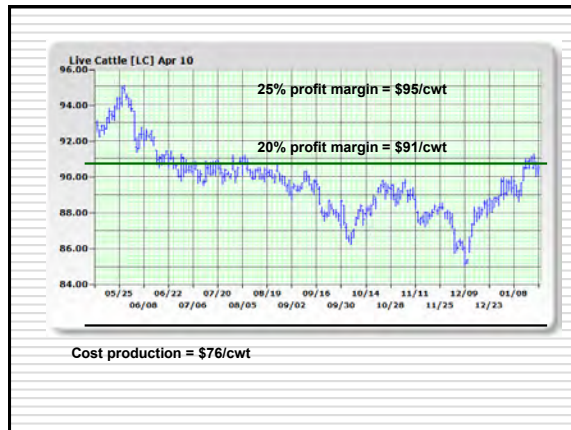 Live Cattle [LC] Apr 10
96.00
25% profit margin = $95/cwt
94.00
92.00
20% profit margin = $91/cwt
90.00
88.00
86.00
84.00
05/25 06/22 07/20 08/19 09/16 10/14 11/11 12/09 01/08
06/08 07/06 08/05 09/02 09/30 10/28 11/25 12/23
Cost production = $76/cwt